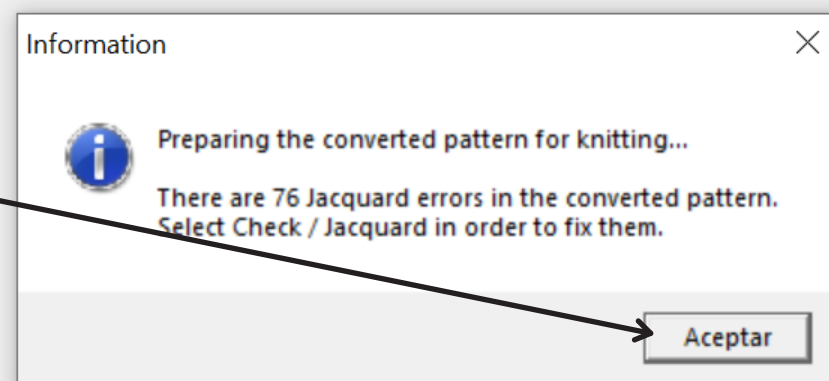 Information
Preparing the converted pattern for knitting...
There are 76 Jacquard errors in the converted pattern.
Select Check / Jacquard in order to fix them.
Aceptar